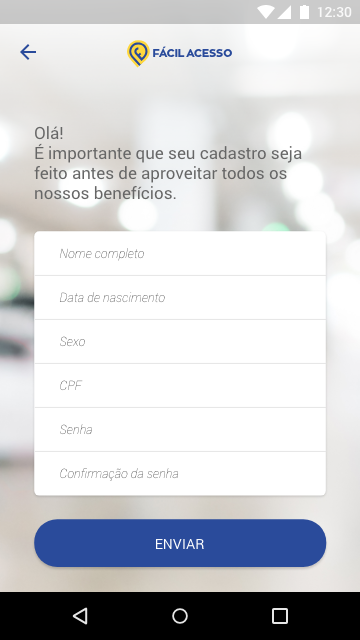 12:30
FÁCIL ACESSO
Olá!
É importante que seu cadastro seja
feito antes de aproveitar todos os
nossos benefícios.
Nome completo
Data de nascimento
Sexo
CPF
Senha
Confirmação da senha
ENVIAR